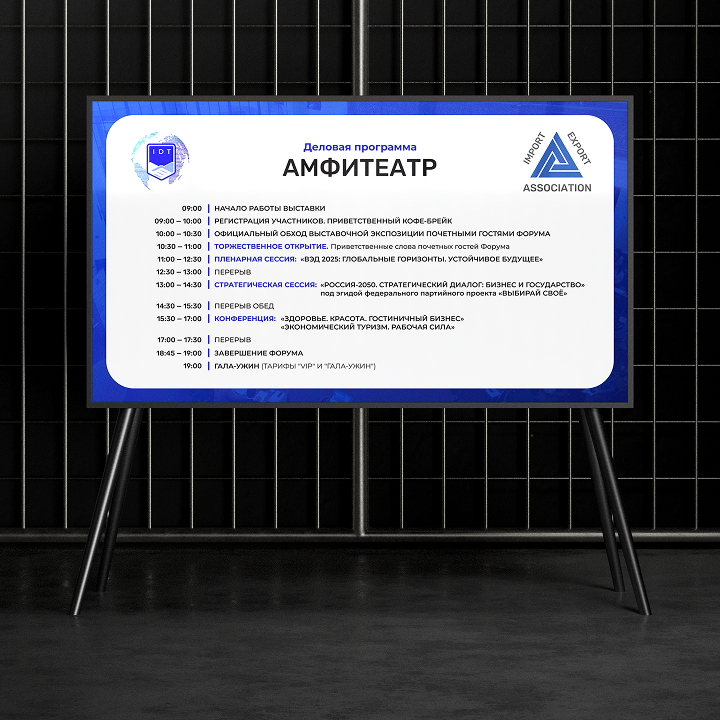 IDT
Деловая программа
АМФИТЕАТР
IMPORT EXPORT
ASSOCIATION
09:00 НАЧАЛО РАБОТЫ ВЫСТАВКИ
09:00 – 10:00 РЕГИСТРАЦИЯ УЧАСТНИКОВ. ПРИВЕТСТВЕННЫЙ КОФЕ-БРЕЙК
10:00 – 10:30 ОФИЦИАЛЬНЫЙ ОБХОД ВЫСТАВОЧНОЙ ЭКСПОЗИЦИИ ПОЧЕТНЫМИ ГОСТЯМИ ФОРУМА
10:30 – 11:00 ТОРЖЕСТВЕННОЕ ОТКРЫТИЕ. Приветственные слова почетных гостей Форума
11:00 – 12:30 ПЛЕНАРНАЯ СЕССИЯ: «ВЭД 2025: ГЛОБАЛЬНЫЕ ГОРИЗОНТЫ. УСТОЙЧИВОЕ БУДУЩЕЕ»
12:30 – 13:00 ПЕРЕРЫВ
13:00 – 14:30 СТРАТЕГИЧЕСКАЯ СЕССИЯ: «РОССИЯ-2050. СТРАТЕГИЧЕСКИЙ ДИАЛОГ: БИЗНЕС И ГОСУДАРСТВО»
под эгидой федерального партийного проекта «ВЫБИРАЙ СВОЁ»
14:30 – 15:30 ПЕРЕРЫВ ОБЕД
15:30 – 17:00 КОНФЕРЕНЦИЯ: «ЗДОРОВЬЕ. КРАСОТА. ГОСТИНИЧНЫЙ БИЗНЕС»
«ЭКОНОМИЧЕСКИЙ ТУРИЗМ. РАБОЧАЯ СИЛА»
17:00 – 17:30 ПЕРЕРЫВ
18:45 – 19:00 ЗАВЕРШЕНИЕ ФОРУМА
19:00 ГАЛА-УЖИН (ТАРИФЫ "VIP" И "ГАЛА-УЖИН")